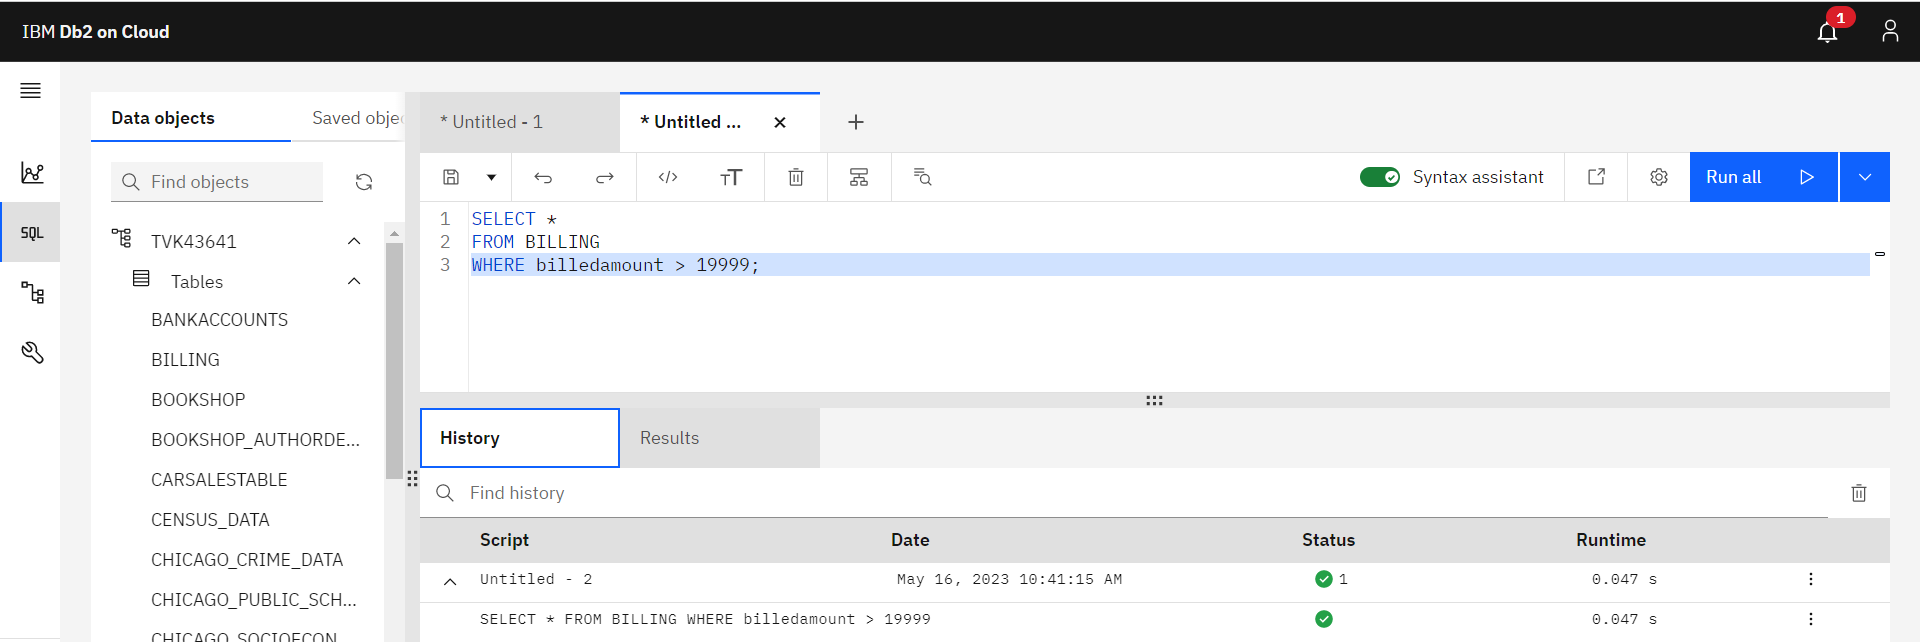 IBM Db2 on Cloud
1
Data objects
Saved obje
* Untitled - 1
* Untitled ...
Find objects
Syntax assistant
Run all
SQL
TVK43641
Tables
BANKACCOUNTS
BILLING
BOOKSHOP
BOOKSHOP_AUTHORDE...
CARSALESTABLE
CENSUS_DATA
CHICAGO_CRIME_DATA
CHICAGO_PUBLIC_SCH...
CHICAGO_SOCIOECON
1 SELECT *
2 FROM BILLING
3 WHERE billedamount > 19999;
History
Results
Find history
Script Date Status Runtime
Untitled - 2 May 16, 2023 10:41:15 AM 1 0.047 s
SELECT * FROM BILLING WHERE billedamount > 19999 0.047 s